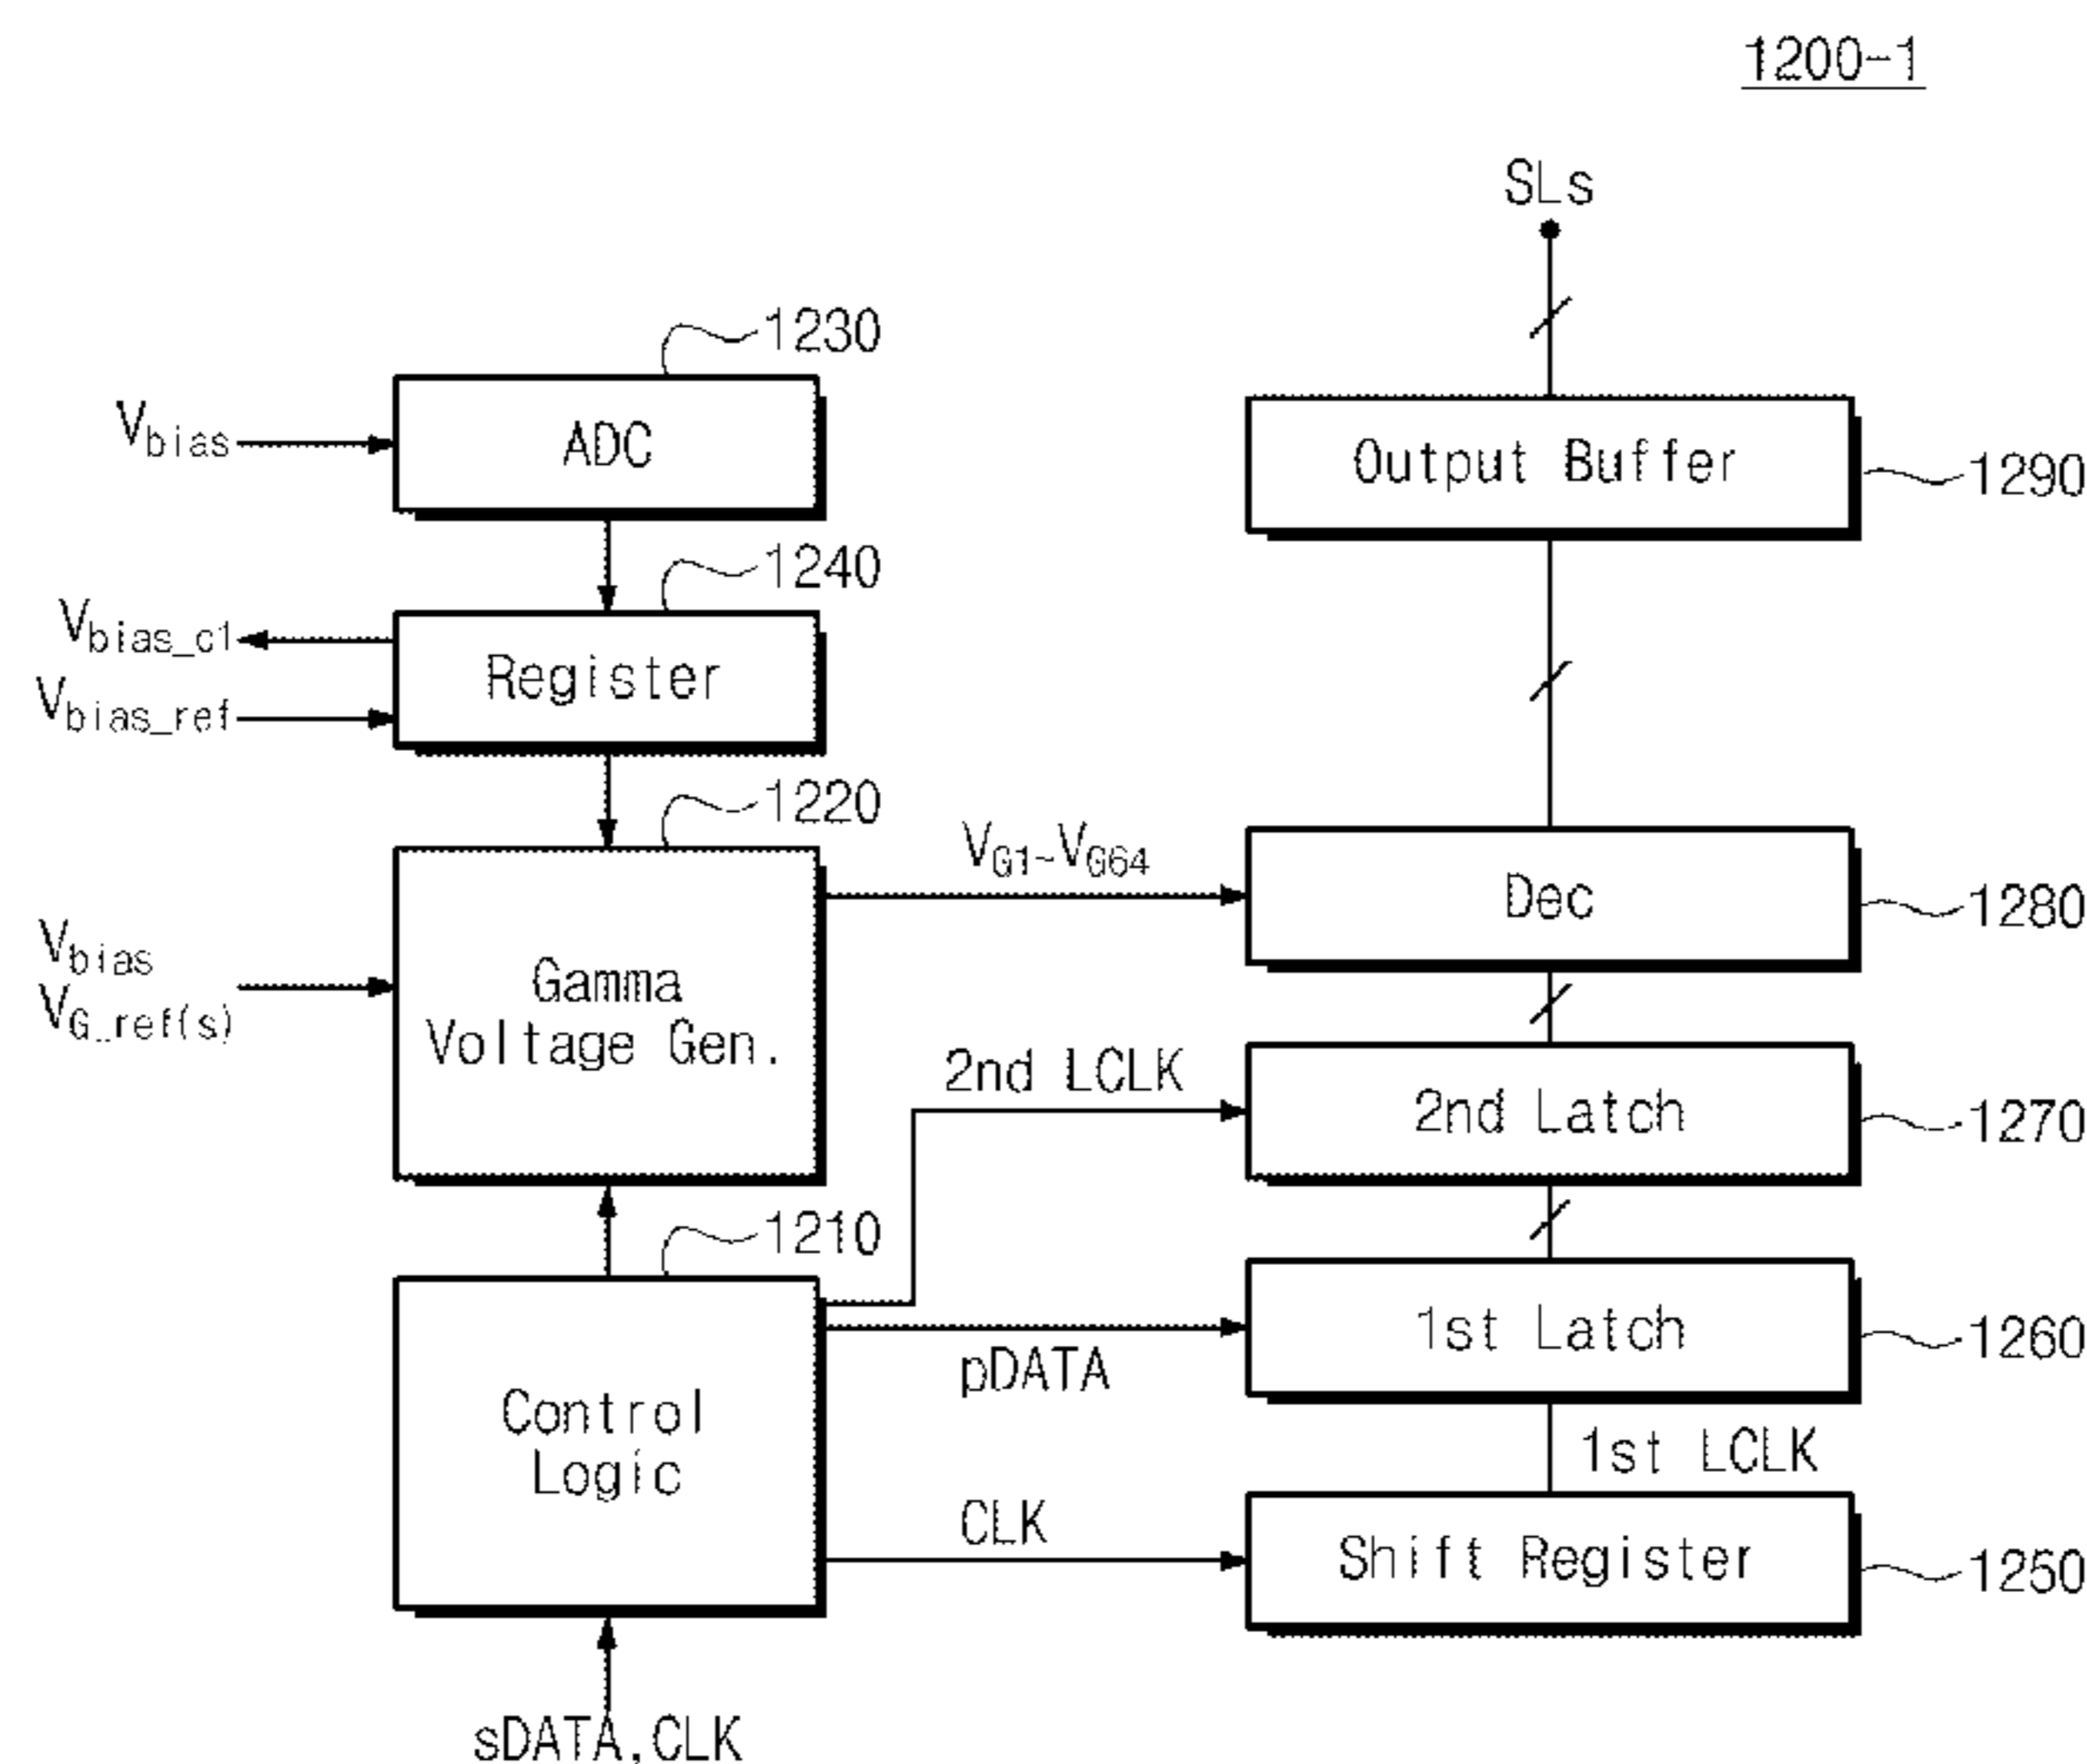 1200-1
SLs
1230
Vbias
ADC
Output Buffer
1290
1240
Vbias_c1
Register
Vbias_ref
1220
VG1~VG64
Dec
1280
Vbias
VG_ref(s)
Gamma
Voltage Gen.
2nd LCLK
2nd Latch
1270
1210
1st Latch
1260
pDATA
Control
Logic
1st LCLK
CLK
Shift Register
1250
sDATA,CLK